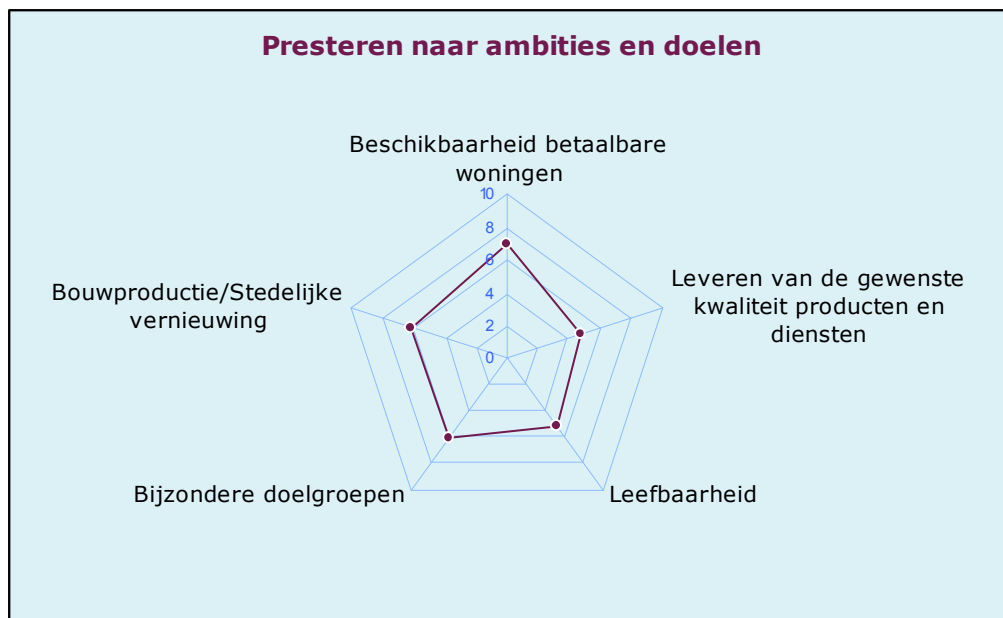 Presteren naar ambities en doelen
Beschikbaarheid betaalbare
woningen
10
8
6
4
2
0
Leveren van de gewenste
kwaliteit producten en
diensten
Bouwproductie/Stedelijke
vernieuwing
Bijzondere doelgroepen
Leefbaarheid